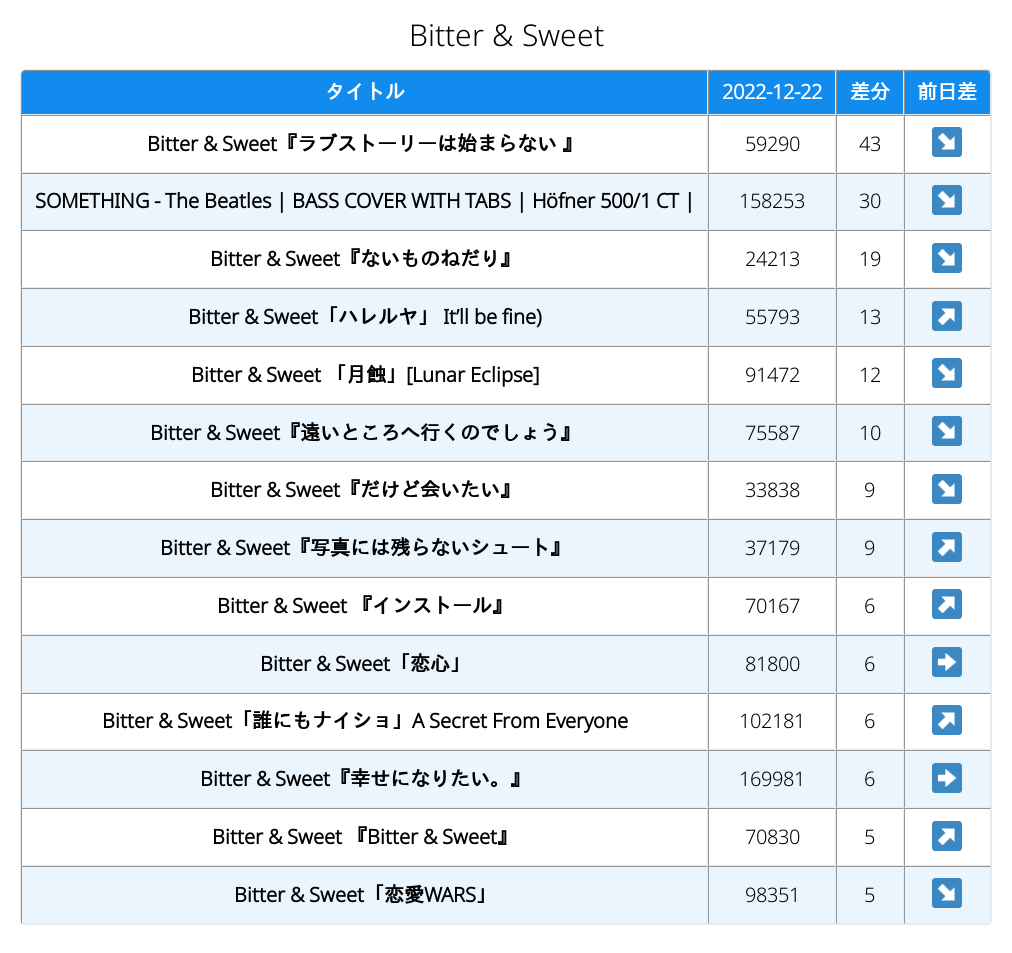 Bitter & Sweet
タイトル 2022-12-22 差分 前日差
Bitter & Sweet『ラブストーリーは始まらない 』 59290 43 ↘
SOMETHING - The Beatles | BASS COVER WITH TABS | Höfner 500/1 CT | 158253 30 ↘
Bitter & Sweet『ないものねだり』 24213 19 ↘
Bitter & Sweet「ハレルヤ」 It’ll be fine) 55793 13 ↗
Bitter & Sweet 「月蝕」[Lunar Eclipse] 91472 12 ↘
Bitter & Sweet『遠いところへ行くのでしょう』 75587 10 ↘
Bitter & Sweet『だけど会いたい』 33838 9 ↘
Bitter & Sweet『写真には残らないシュート』 37179 9 ↗
Bitter & Sweet 『インストール』 70167 6 ↗
Bitter & Sweet「恋心」 81800 6 ➡
Bitter & Sweet「誰にもナイショ」A Secret From Everyone 102181 6 ↗
Bitter & Sweet『幸せになりたい。』 169981 6 ➡
Bitter & Sweet 『Bitter & Sweet』 70830 5 ↗
Bitter & Sweet「恋愛WARS」 98351 5 ↘